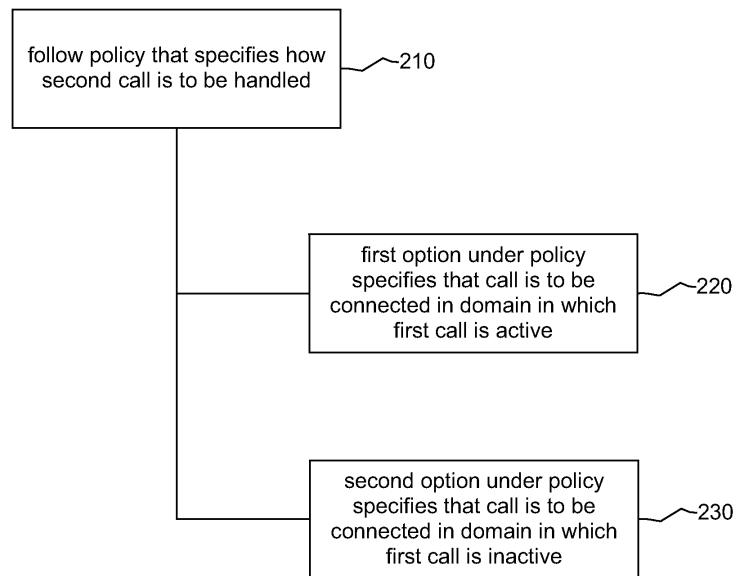 follow policy that specifies how
second call is to be handled
210
first option under policy
specifies that call is to be
connected in domain in which
first call is active
220
second option under policy
specifies that call is to be
connected in domain in which
first call is inactive
230